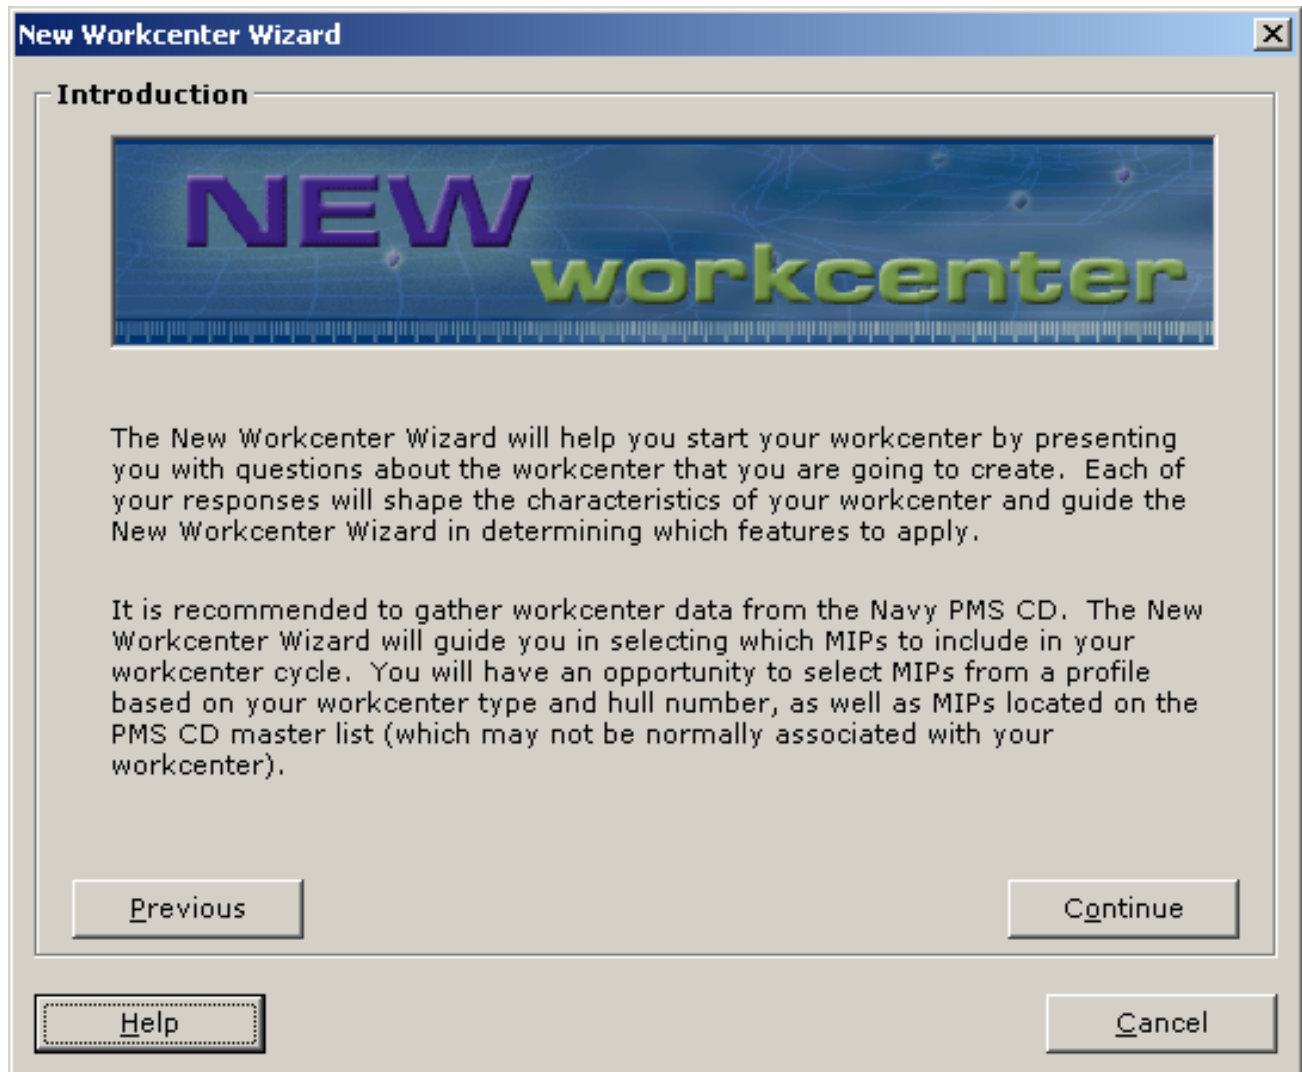 New Workcenter Wizard
Introduction
NEW
workcenter
The New Workcenter Wizard will help you start your workcenter by presenting
you with questions about the workcenter that you are going to create.  Each of
your responses will shape the characteristics of your workcenter and guide the
New Workcenter Wizard in determining which features to apply.
It is recommended to gather workcenter data from the Navy PMS CD.  The New
Workcenter Wizard will guide you in selecting which MIPs to include in your
workcenter cycle.  You will have an opportunity to select MIPs from a profile
based on your workcenter type and hull number, as well as MIPs located on the
PMS CD master list (which may not be normally associated with your
workcenter).
Previous
Continue
Help
Cancel